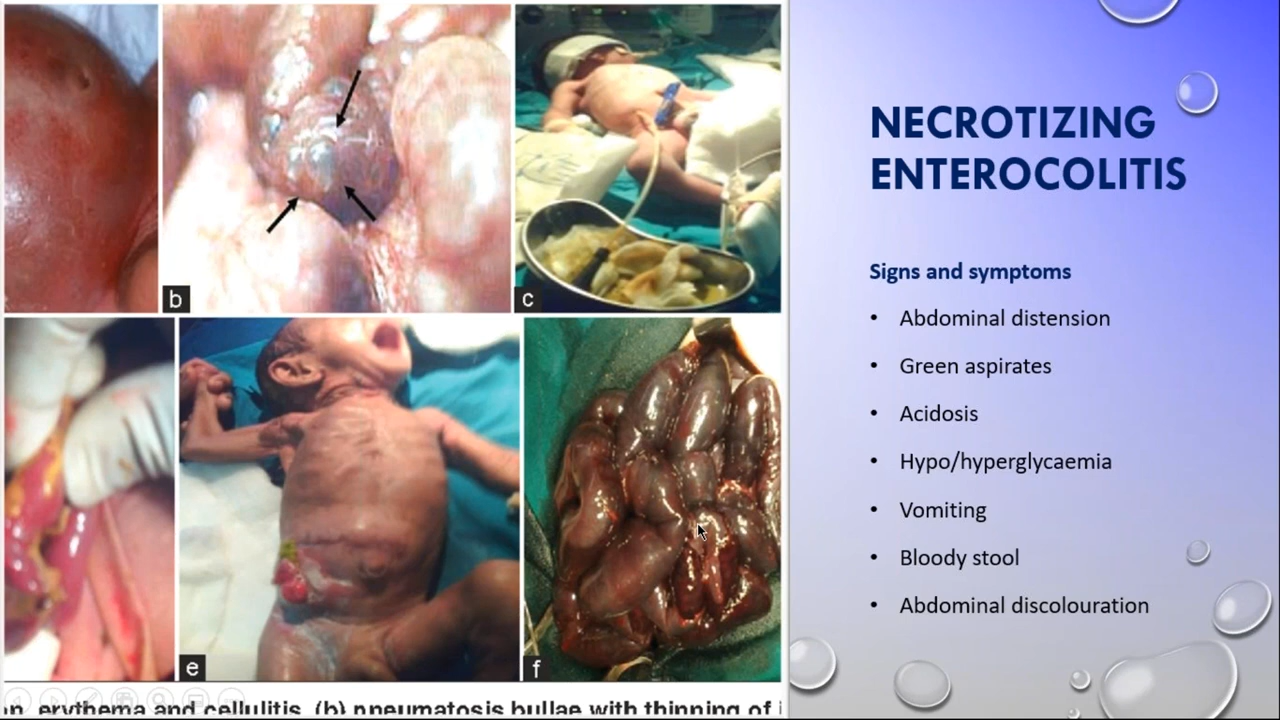 b
c
e
f
n, erythema and cellulitis, (b) pneumatosis bullae with thinning of i
NECROTIZING
ENTEROCOLITIS
Signs and symptoms
• Abdominal distension
• Green aspirates
• Acidosis
• Hypo/hyperglycaemia
• Vomiting
• Bloody stool
• Abdominal discolouration